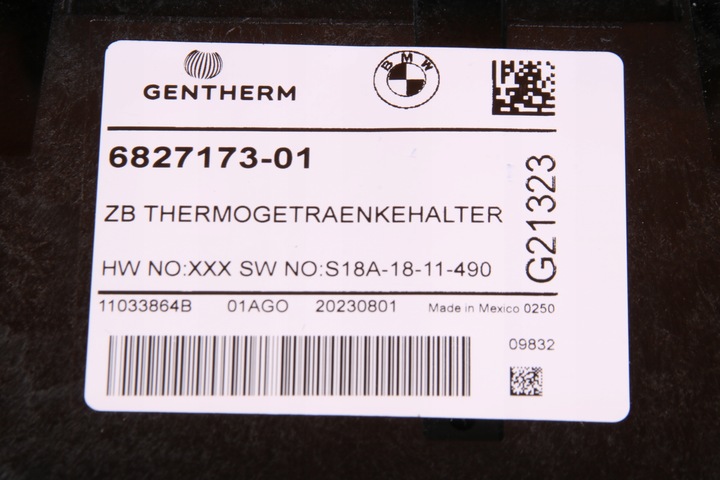 GENTHERM
BMW
6827173-01
ZB THERMOGETRAENKEHALTER
HW NO:XXX SW NO:S18A-18-11-490
G21323
11033864B 01AGO 20230801 Made in Mexico 0250
09832